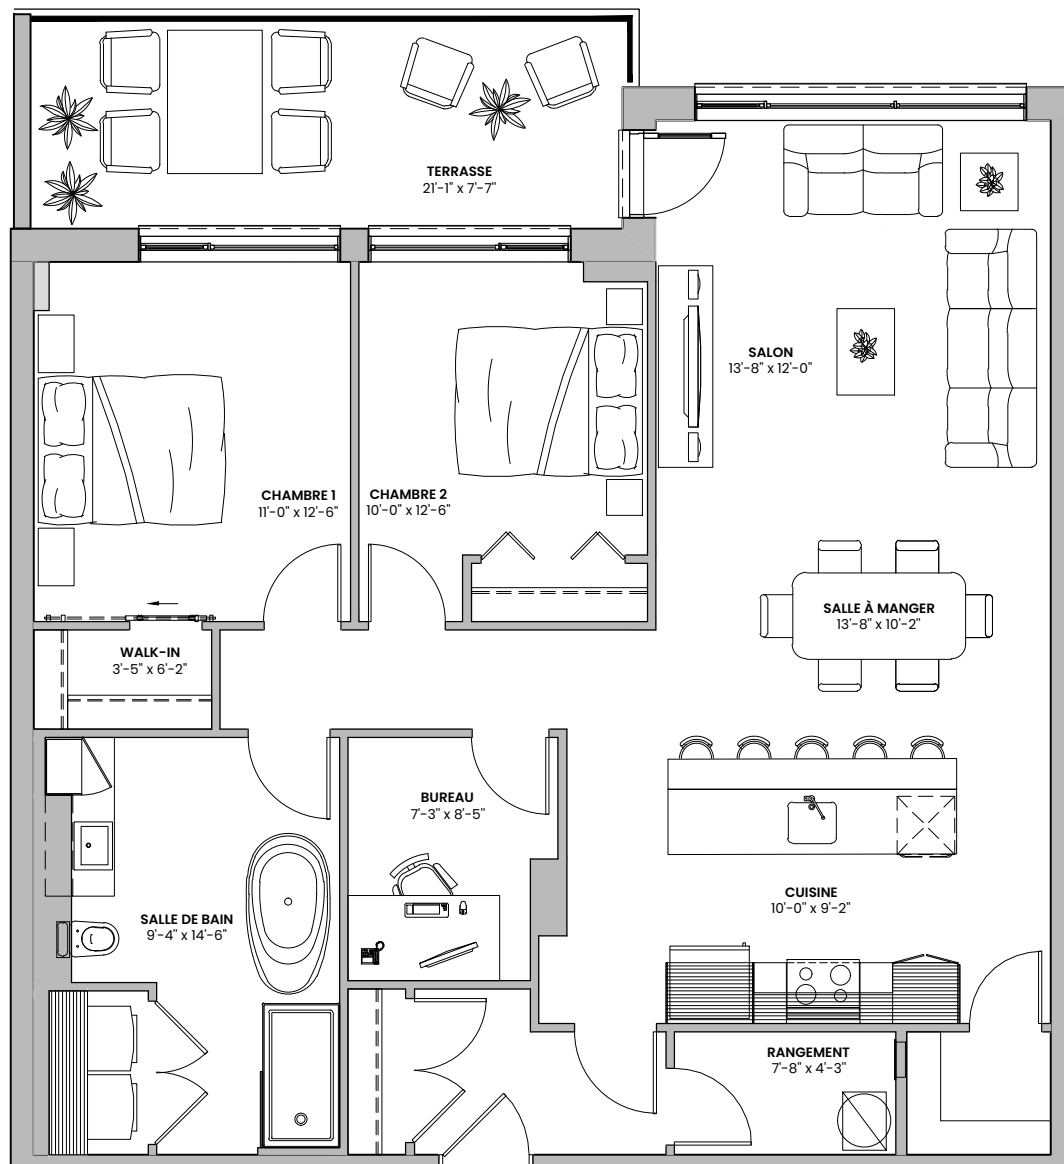 TERRASSE
21'-1" x 7'-7"
SALON
13'-8" x 12'-0"
CHAMBRE 1
11'-0" x 12'-6"
CHAMBRE 2
10'-0" x 12'-6"
SALLE À MANGER
13'-8" x 10'-2"
WALK-IN
3'-5" x 6'-2"
BUREAU
7'-3" x 8'-5"
CUISINE
10'-0" x 9'-2"
SALLE DE BAIN
9'-4" x 14'-6"
RANGEMENT
7'-8" x 4'-3"